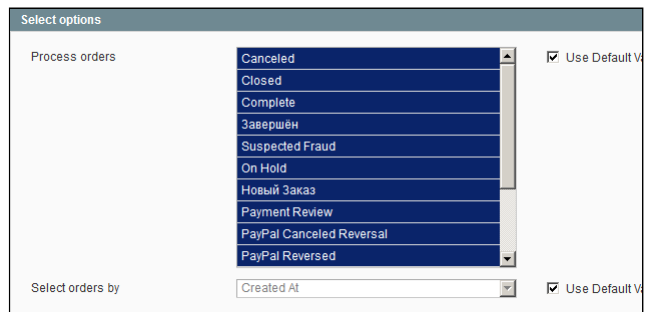 Select options
Process orders
Canceled
Use Default Va
Closed
Complete
Завершён
Suspected Fraud
On Hold
Новый Заказ
Payment Review
PayPal Canceled Reversal
PayPal Reversed
Select orders by
Created At
Use Default Va